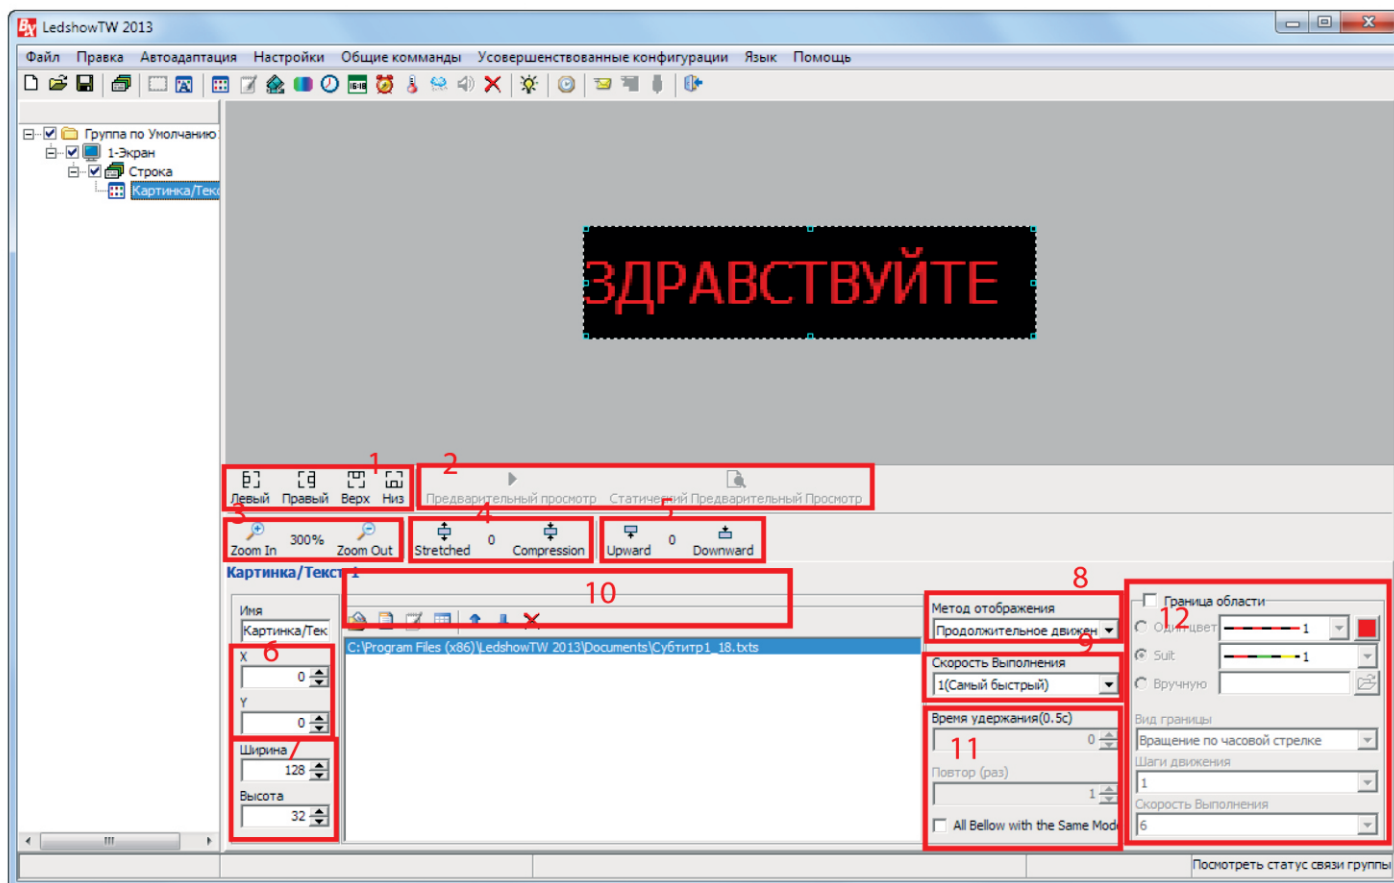 LedshowTW 2013
Файл Правка Автоадаптация Настройки Общие комманды Усовершенствованные конфигурации Язык Помощь
Группа по Умолчанию
1-Экран
Строка
Картинка/Текс
ЗДРАВСТВУЙТЕ
1 2
Левый Правый Верх Низ Предварительный просмотр Статический Предварительный Просмотр
3 4 5
Zoom In 300% Zoom Out Stretched 0 Compression Upward 0 Downward
Картинка/Текст 1
10 8
Имя
Картинка/Тек
C:\Program Files (x86)\LedshowTW 2013\Documents\Субтитр1_18.txts
6
X
0
Y
0
7
Ширина
128
Высота
32
Метод отображения
Продолжительное движен
9
Скорость Выполнения
1(Самый быстрый)
Время удержания(0.5с)
0
11
Повтор (раз)
1
All Bellow with the Same Mode
Граница области
12
Один цвет 1
Suit 1
Вручную
Вид границы
Вращение по часовой стрелке
Шаги движения
1
Скорость Выполнения
6
Посмотреть статус связи группы